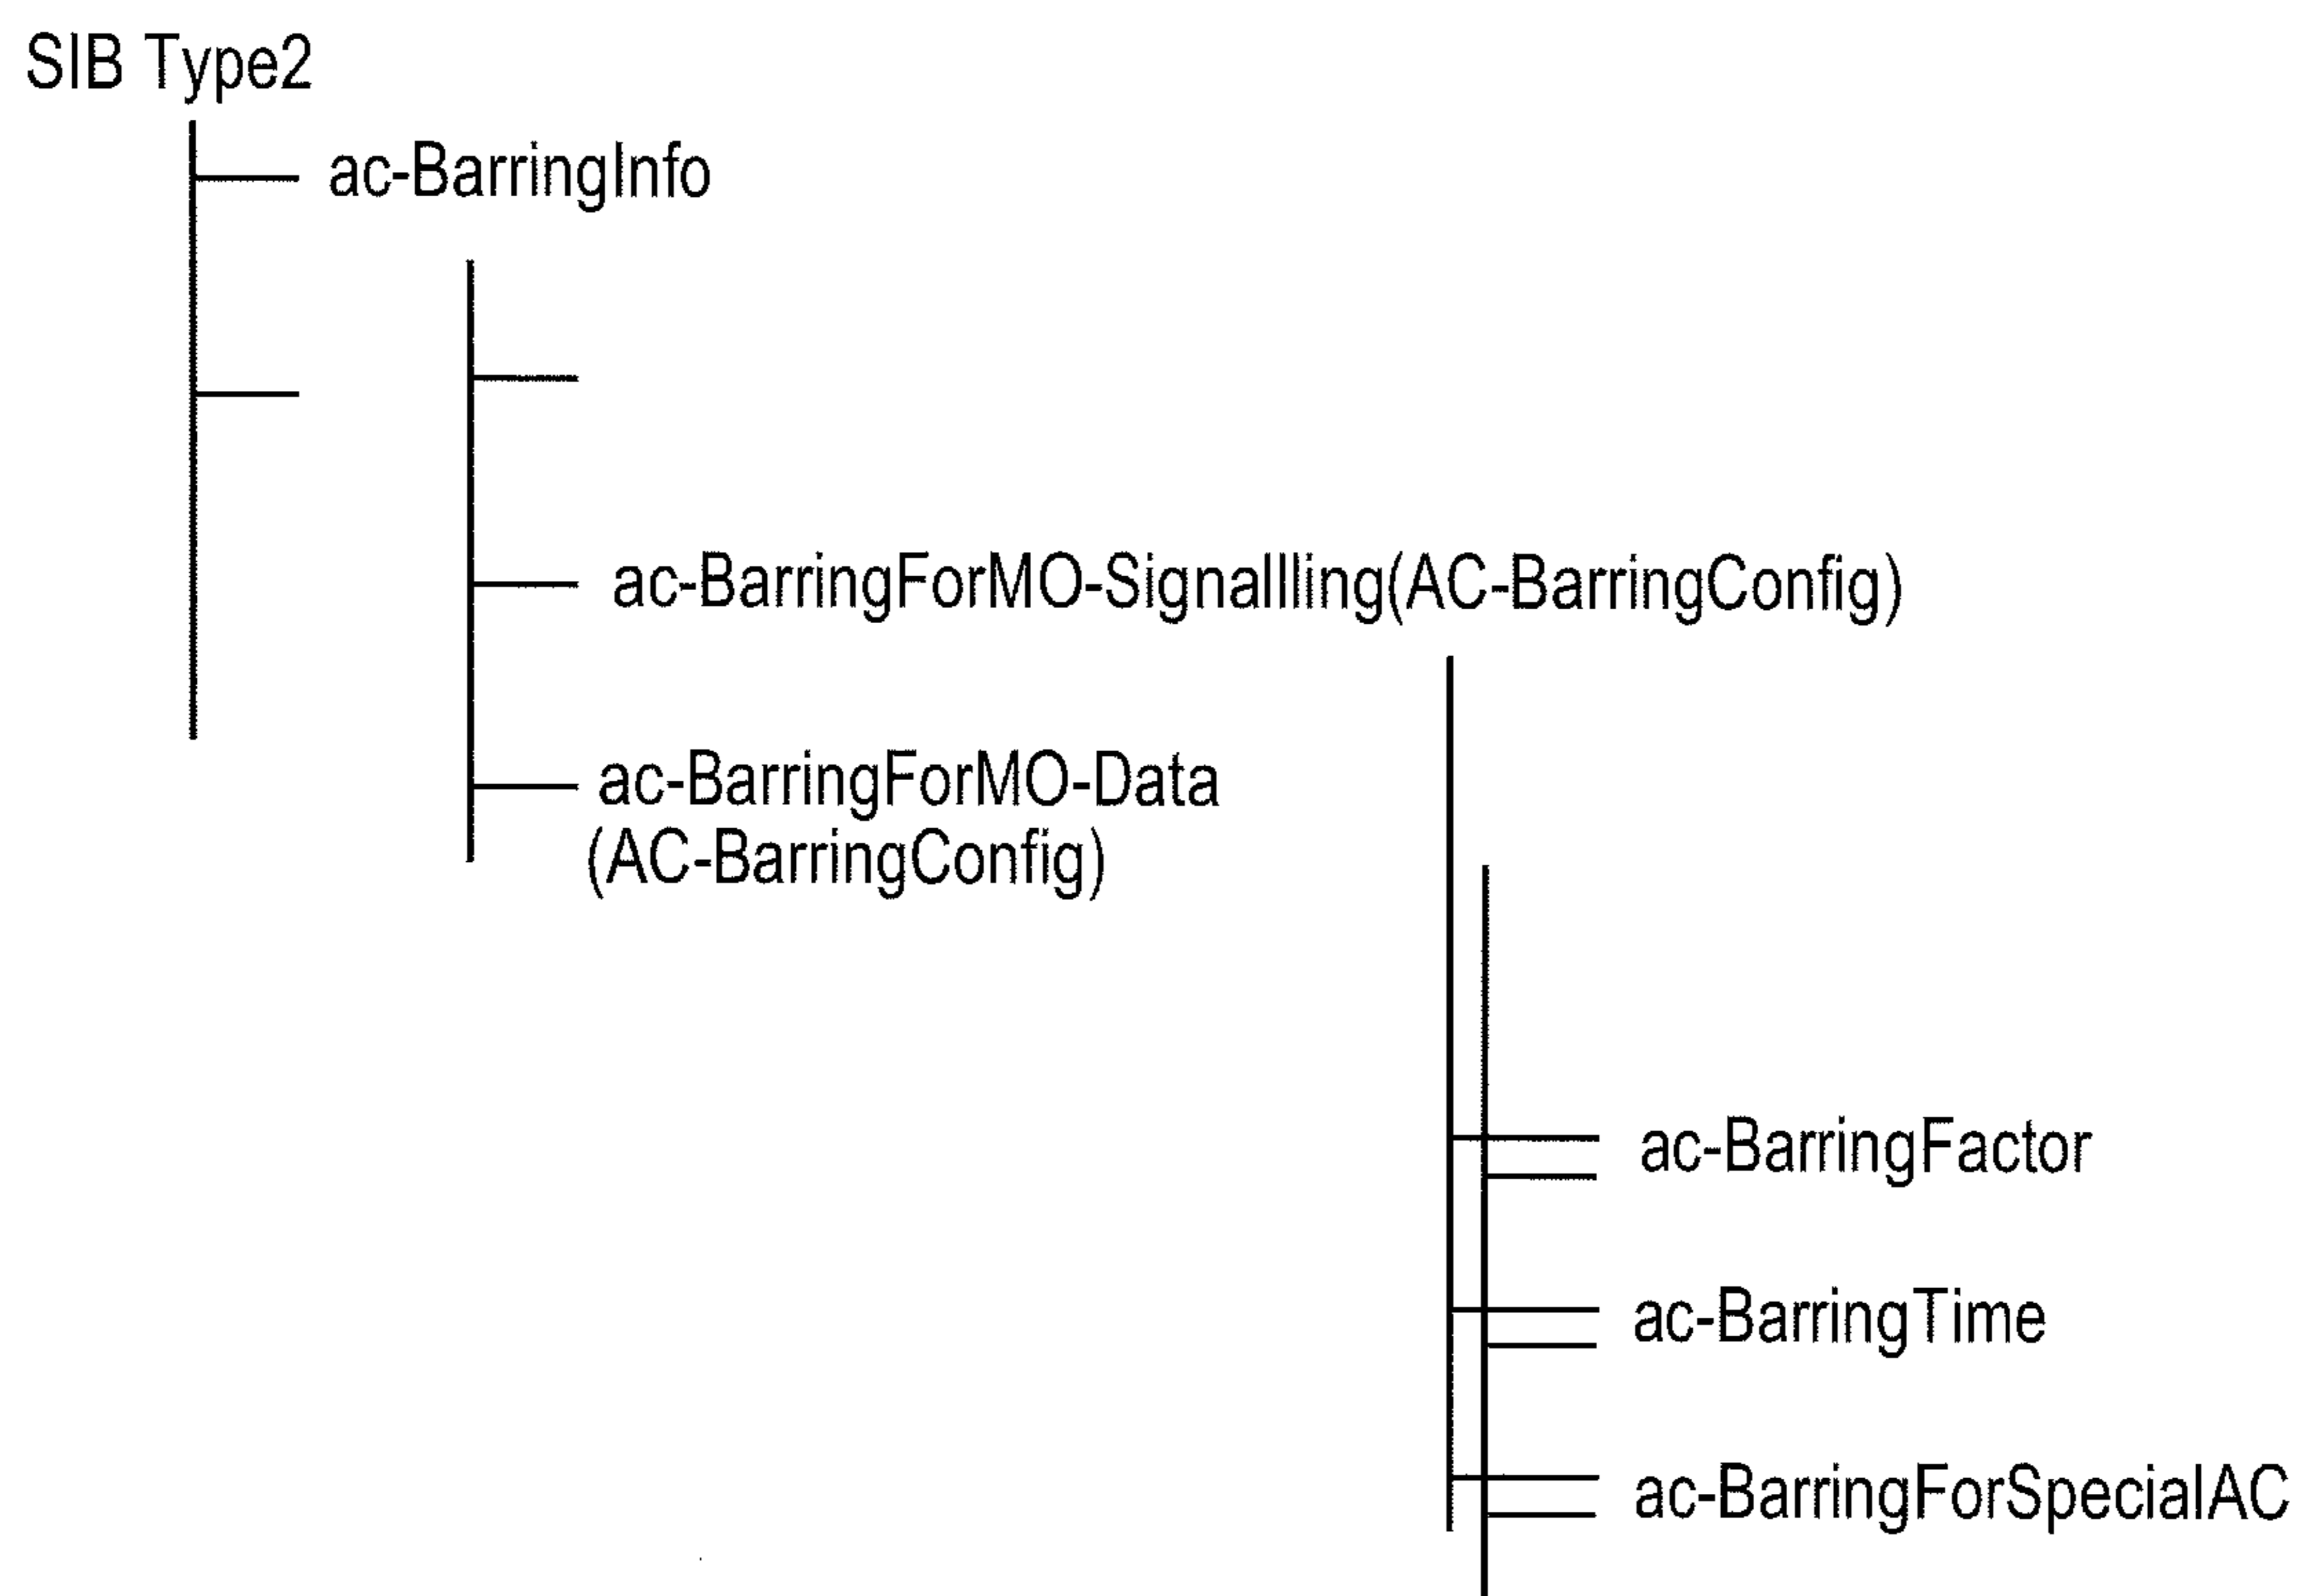 SIB Type2
ac-BarringInfo
ac-BarringForMO-Signallling(AC-BarringConfig)
ac-BarringForMO-Data
(AC-BarringConfig)
ac-BarringFactor
ac-BarringTime
ac-BarringForSpecialAC